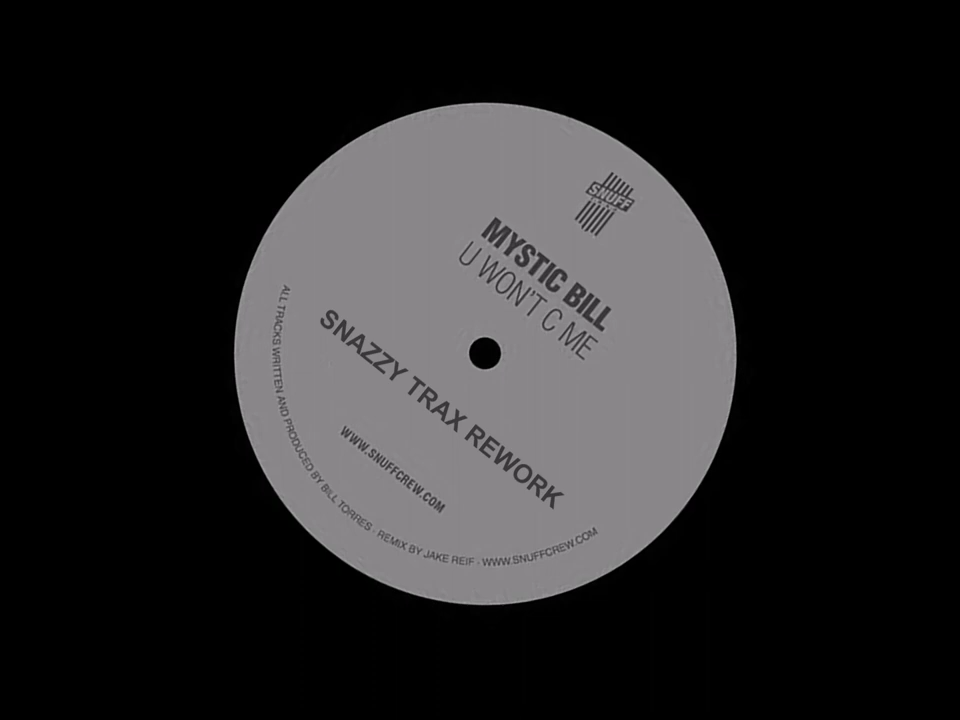 SNUFF
MYSTIC BILL
U WON'T C ME
SNAZZY TRAX REWORK
WWW.SNUFFCREW.COM
ALL TRACKS WRITTEN AND PRODUCED BY BILL TORRES - REMIX BY JAKE REIF - WWW.SNUFFCREW.COM